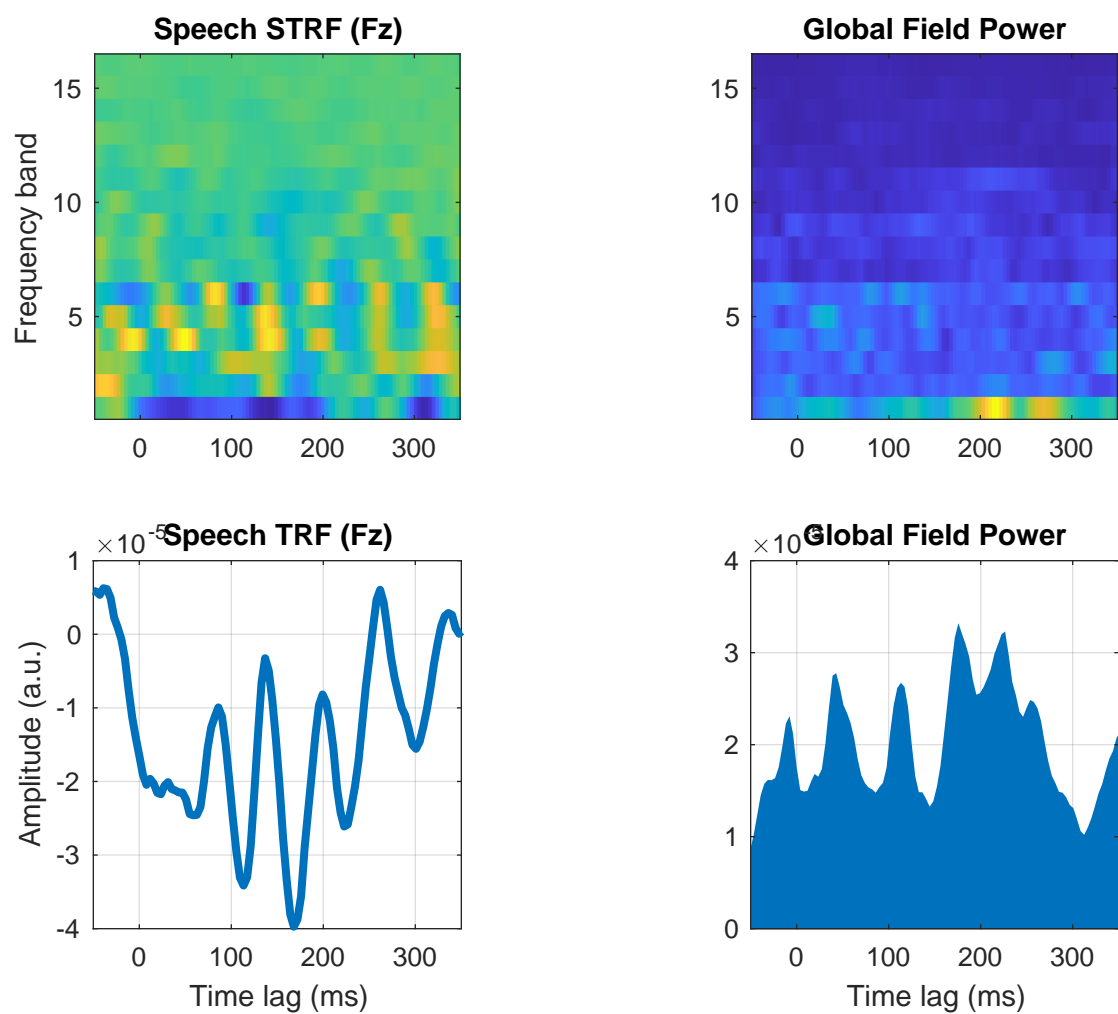 Speech STRF (Fz)
Frequency band
15
10
5
0 100 200 300
Global Field Power
15
10
5
0 100 200 300
×10^-5
Speech TRF (Fz)
Amplitude (a.u.)
1
0
-1
-2
-3
-4
0 100 200 300
Time lag (ms)
×10
Global Field Power
4
3
2
1
0
0 100 200 300
Time lag (ms)